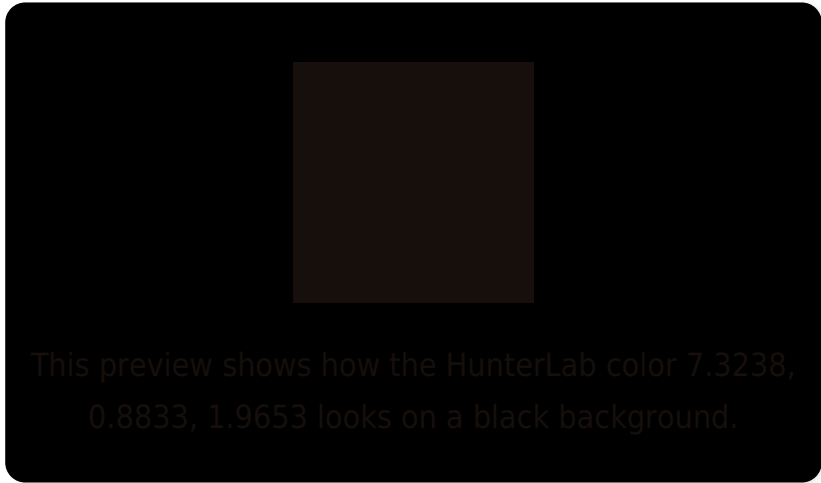 This preview shows how the HunterLab color 7.3238,
0.8833, 1.9653 looks on a black background.